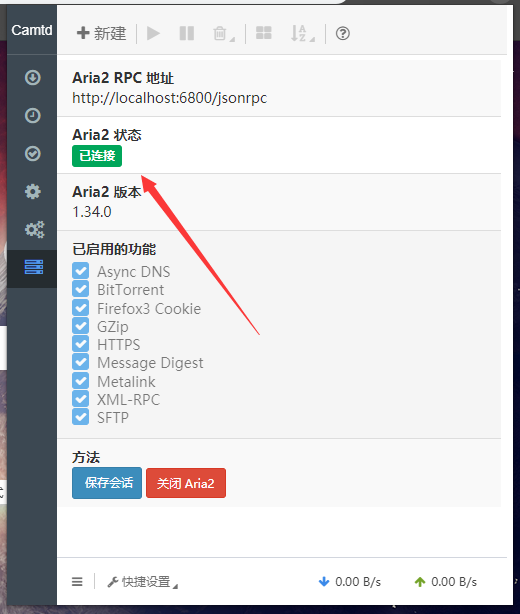 Camtd
新建
Aria2 RPC 地址
http://localhost:6800/jsonrpc
Aria2 状态
已连接
Aria2 版本
1.34.0
已启用的功能
Async DNS
BitTorrent
Firefox3 Cookie
GZip
HTTPS
Message Digest
Metalink
XML-RPC
SFTP
方法
保存会话 关闭 Aria2
快捷设置 0.00 B/s 0.00 B/s